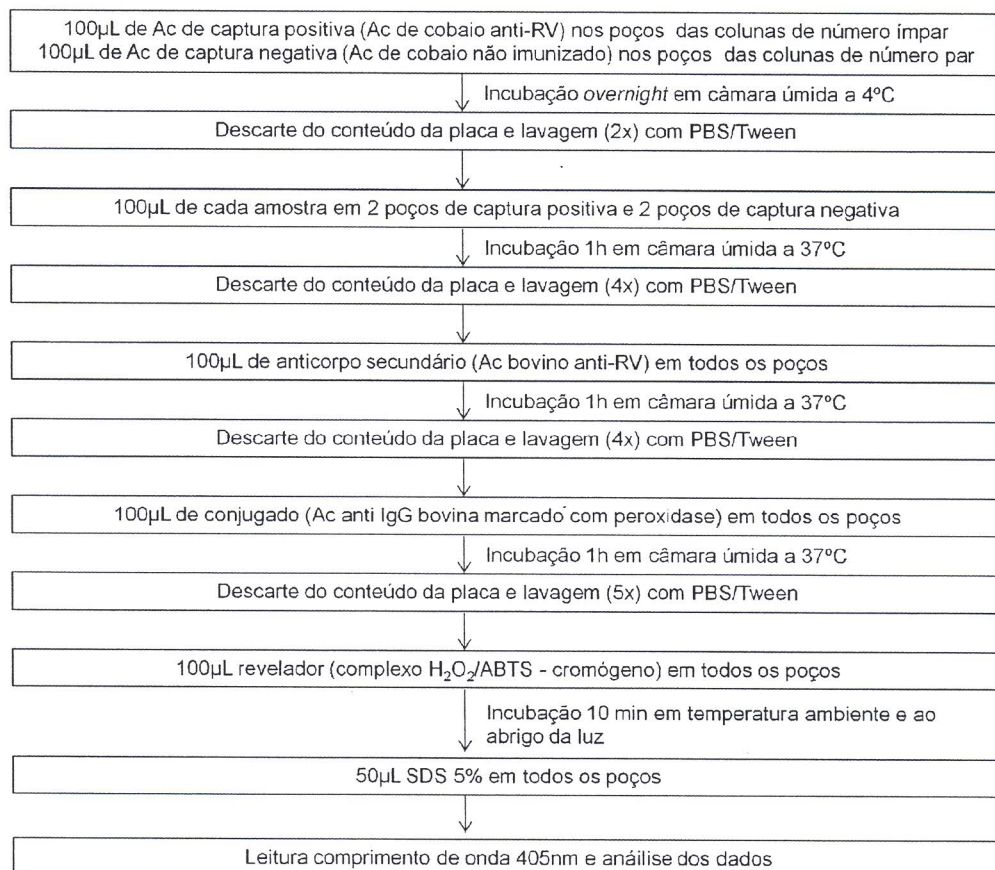 100µL de Ac de captura positiva (Ac de cobaio anti-RV) nos poços das colunas de número ímpar
100µL de Ac de captura negativa (Ac de cobaio não imunizado) nos poços das colunas de número par
Incubação overnight em câmara úmida a 4ºC
Descarte do conteúdo da placa e lavagem (2x) com PBS/Tween
100µL de cada amostra em 2 poços de captura positiva e 2 poços de captura negativa
Incubação 1h em câmara úmida a 37ºC
Descarte do conteúdo da placa e lavagem (4x) com PBS/Tween
100µL de anticorpo secundário (Ac bovino anti-RV) em todos os poços
Incubação 1h em câmara úmida a 37ºC
Descarte do conteúdo da placa e lavagem (4x) com PBS/Tween
100µL de conjugado (Ac anti IgG bovina marcado com peroxidase) em todos os poços
Incubação 1h em câmara úmida a 37ºC
Descarte do conteúdo da placa e lavagem (5x) com PBS/Tween
100µL revelador (complexo H₂O₂/ABTS - cromógeno) em todos os poços
Incubação 10 min em temperatura ambiente e ao
abrigo da luz
50µL SDS 5% em todos os poços
Leitura comprimento de onda 405nm e anáilise dos dados